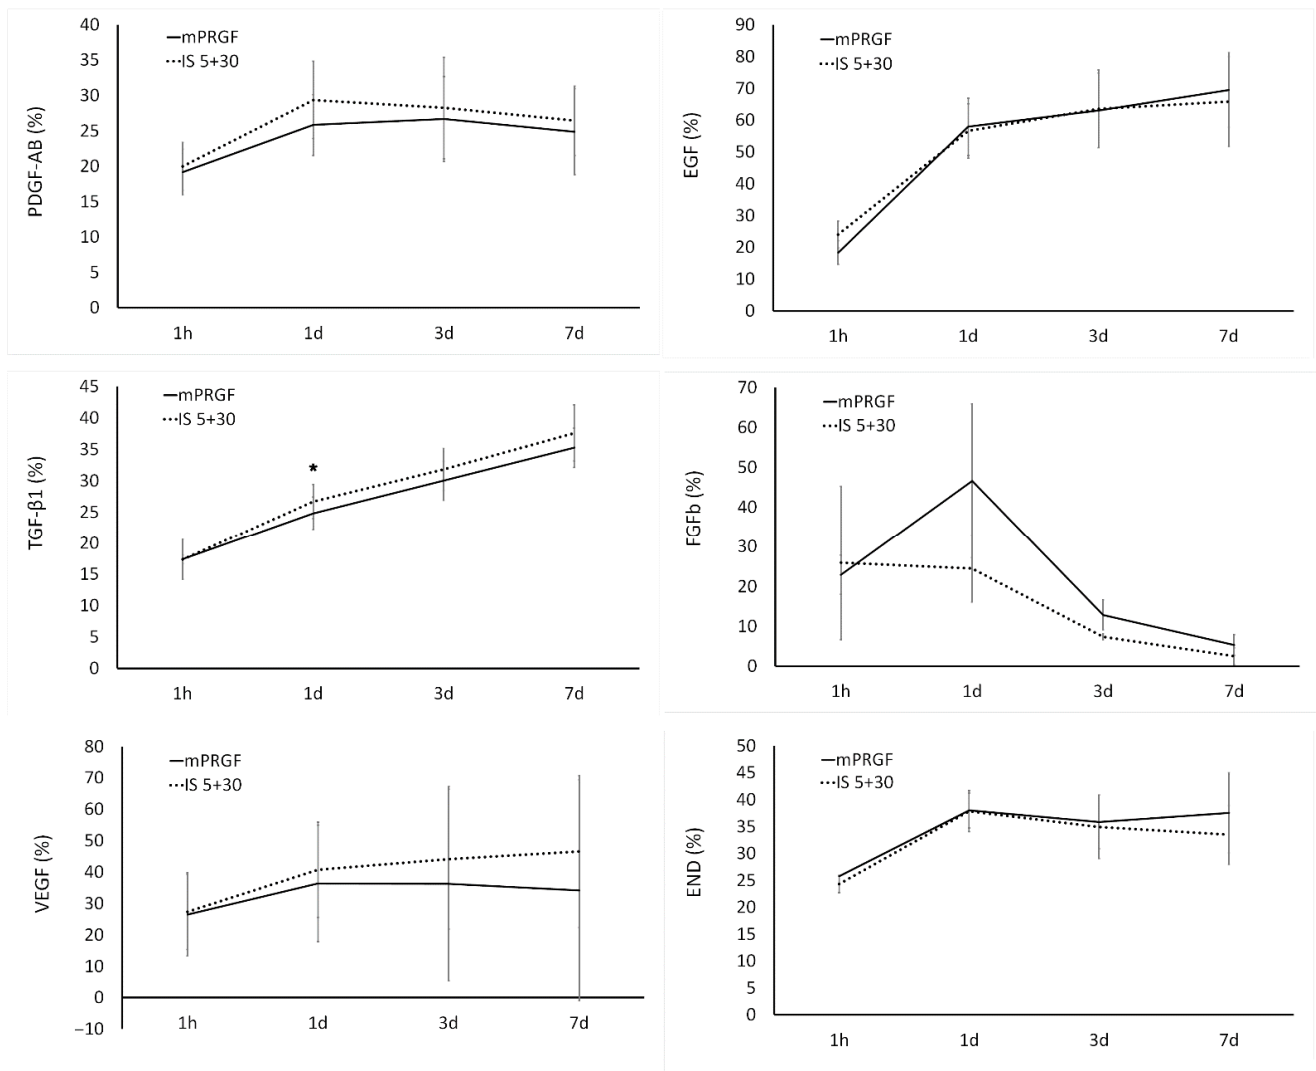 40
35
30
25
20
15
10
5
0
PDGF-AB (%)
mPRGF
IS 5+30
1h 1d 3d 7d
90
80
70
60
50
40
30
20
10
0
EGF (%)
mPRGF
IS 5+30
1h 1d 3d 7d
45
40
35
30
25
20
15
10
5
0
TGF-β1 (%)
mPRGF
IS 5+30
*
1h 1d 3d 7d
70
60
50
40
30
20
10
0
FGFb (%)
mPRGF
IS 5+30
1h 1d 3d 7d
80
70
60
50
40
30
20
10
0
−10
VEGF (%)
mPRGF
IS 5+30
1h 1d 3d 7d
50
45
40
35
30
25
20
15
10
5
0
END (%)
mPRGF
IS 5+30
1h 1d 3d 7d